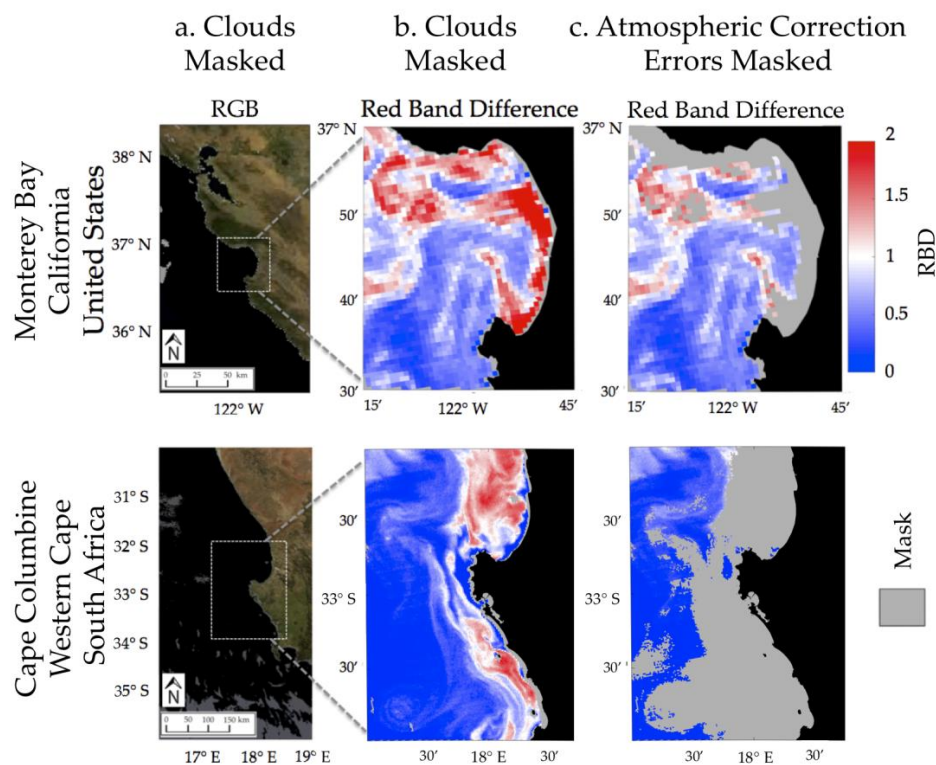 a. Clouds
Masked
b. Clouds
Masked
c. Atmospheric Correction
Errors Masked
RGB
Red Band Difference
Red Band Difference
Monterey Bay
California
United States
38° N
37° N
37° N
36° N
N
0 25 50 km
122° W
37° N
50′
40′
30′
15′ 122° W 45′
50′
40′
30′
15′ 122° W 45′
2
1.5
1
0.5
0
RBD
Cape Columbine
Western Cape
South Africa
31° S
32° S
33° S
34° S
35° S
N
0 50 100 150 km
17° E 18° E 19° E
30′
33° S
30′
30′ 18° E 30′
30′
33° S
30′
30′ 18° E 30′
Mask